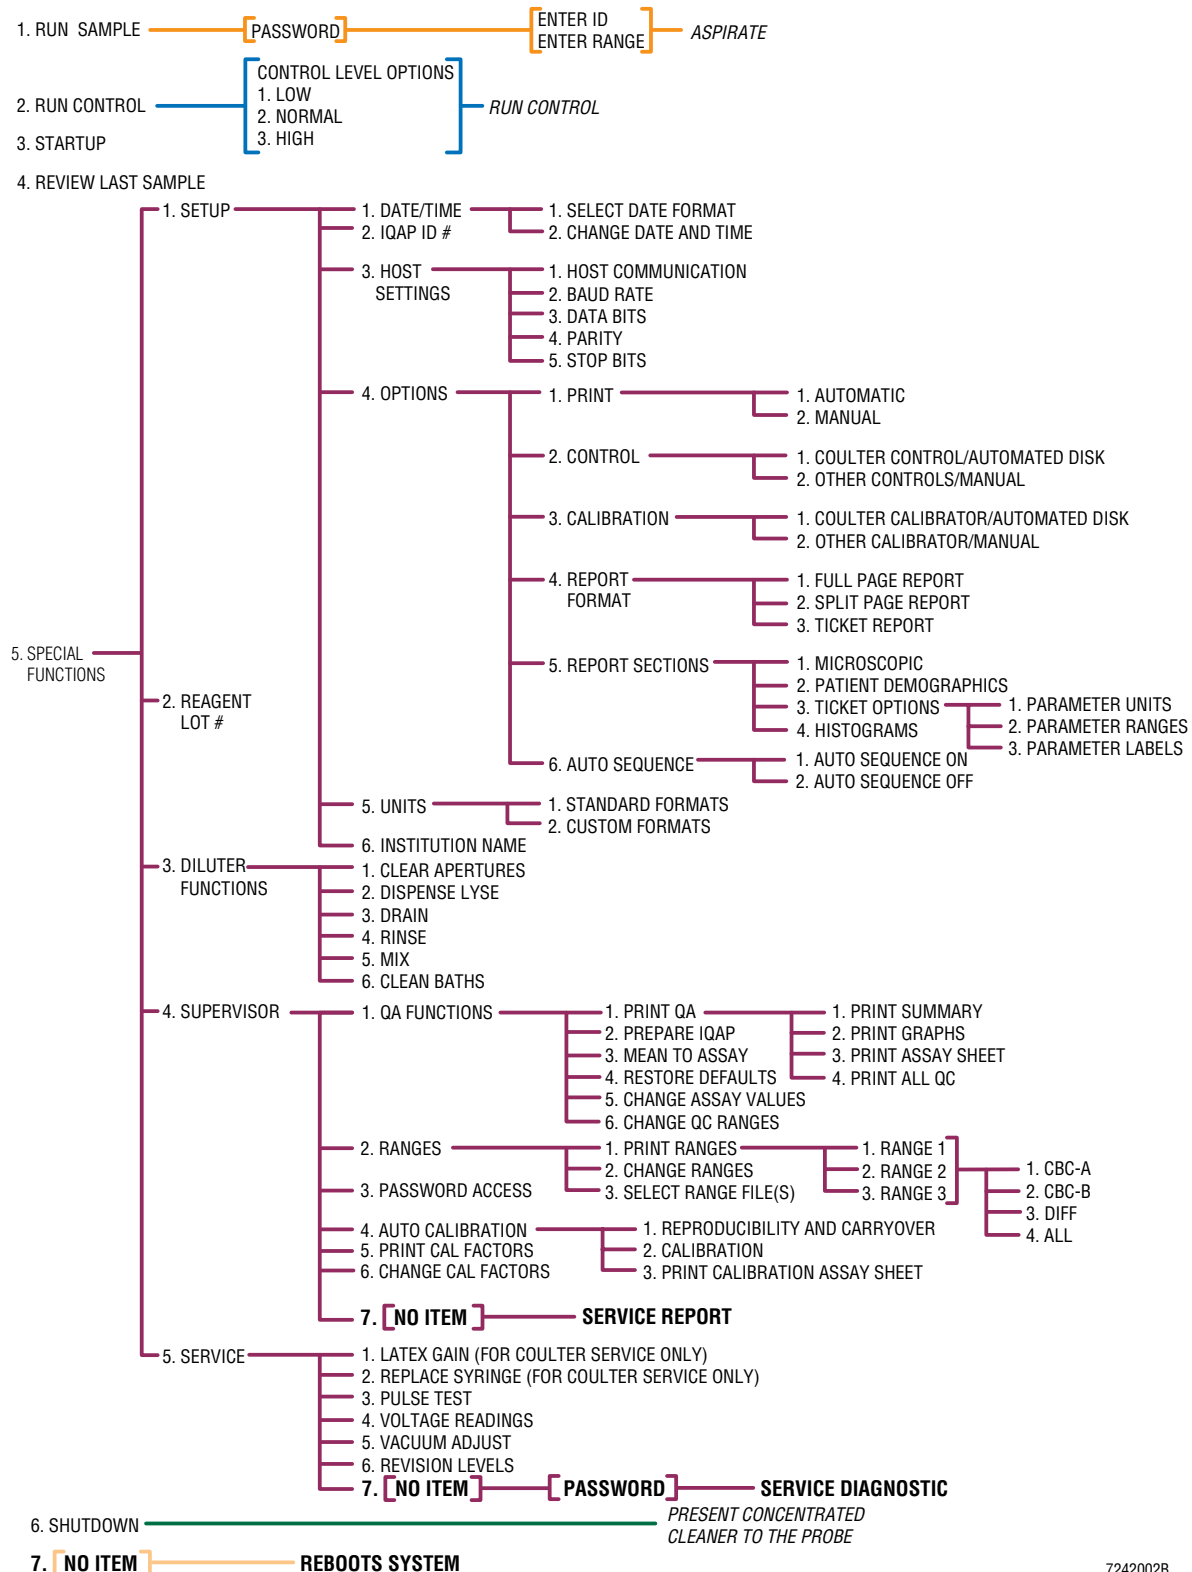 1. RUN SAMPLE
PASSWORD
ENTER ID
ENTER RANGE
ASPIRATE
2. RUN CONTROL
CONTROL LEVEL OPTIONS
1. LOW
2. NORMAL
3. HIGH
RUN CONTROL
3. STARTUP
4. REVIEW LAST SAMPLE
5. SPECIAL
FUNCTIONS
1. SETUP
1. DATE/TIME
1. SELECT DATE FORMAT
2. CHANGE DATE AND TIME
2. IQAP ID #
3. HOST
SETTINGS
1. HOST COMMUNICATION
2. BAUD RATE
3. DATA BITS
4. PARITY
5. STOP BITS
4. OPTIONS
1. PRINT
1. AUTOMATIC
2. MANUAL
2. CONTROL
1. COULTER CONTROL/AUTOMATED DISK
2. OTHER CONTROLS/MANUAL
3. CALIBRATION
1. COULTER CALIBRATOR/AUTOMATED DISK
2. OTHER CALIBRATOR/MANUAL
4. REPORT
FORMAT
1. FULL PAGE REPORT
2. SPLIT PAGE REPORT
3. TICKET REPORT
5. REPORT SECTIONS
1. MICROSCOPIC
2. PATIENT DEMOGRAPHICS
3. TICKET OPTIONS
1. PARAMETER UNITS
2. PARAMETER RANGES
3. PARAMETER LABELS
4. HISTOGRAMS
6. AUTO SEQUENCE
1. AUTO SEQUENCE ON
2. AUTO SEQUENCE OFF
5. UNITS
1. STANDARD FORMATS
2. CUSTOM FORMATS
6. INSTITUTION NAME
2. REAGENT
LOT #
3. DILUTER
FUNCTIONS
1. CLEAR APERTURES
2. DISPENSE LYSE
3. DRAIN
4. RINSE
5. MIX
6. CLEAN BATHS
4. SUPERVISOR
1. QA FUNCTIONS
1. PRINT QA
1. PRINT SUMMARY
2. PRINT GRAPHS
3. PRINT ASSAY SHEET
4. PRINT ALL QC
2. PREPARE IQAP
3. MEAN TO ASSAY
4. RESTORE DEFAULTS
5. CHANGE ASSAY VALUES
6. CHANGE QC RANGES
2. RANGES
1. PRINT RANGES
2. CHANGE RANGES
3. SELECT RANGE FILE(S)
1. RANGE 1
2. RANGE 2
3. RANGE 3
1. CBC-A
2. CBC-B
3. DIFF
4. ALL
3. PASSWORD ACCESS
4. AUTO CALIBRATION
1. REPRODUCIBILITY AND CARRYOVER
2. CALIBRATION
3. PRINT CALIBRATION ASSAY SHEET
5. PRINT CAL FACTORS
6. CHANGE CAL FACTORS
7. NO ITEM
SERVICE REPORT
5. SERVICE
1. LATEX GAIN (FOR COULTER SERVICE ONLY)
2. REPLACE SYRINGE (FOR COULTER SERVICE ONLY)
3. PULSE TEST
4. VOLTAGE READINGS
5. VACUUM ADJUST
6. REVISION LEVELS
7. NO ITEM
PASSWORD
SERVICE DIAGNOSTIC
6. SHUTDOWN
PRESENT CONCENTRATED
CLEANER TO THE PROBE
7. NO ITEM
REBOOTS SYSTEM
7242002B